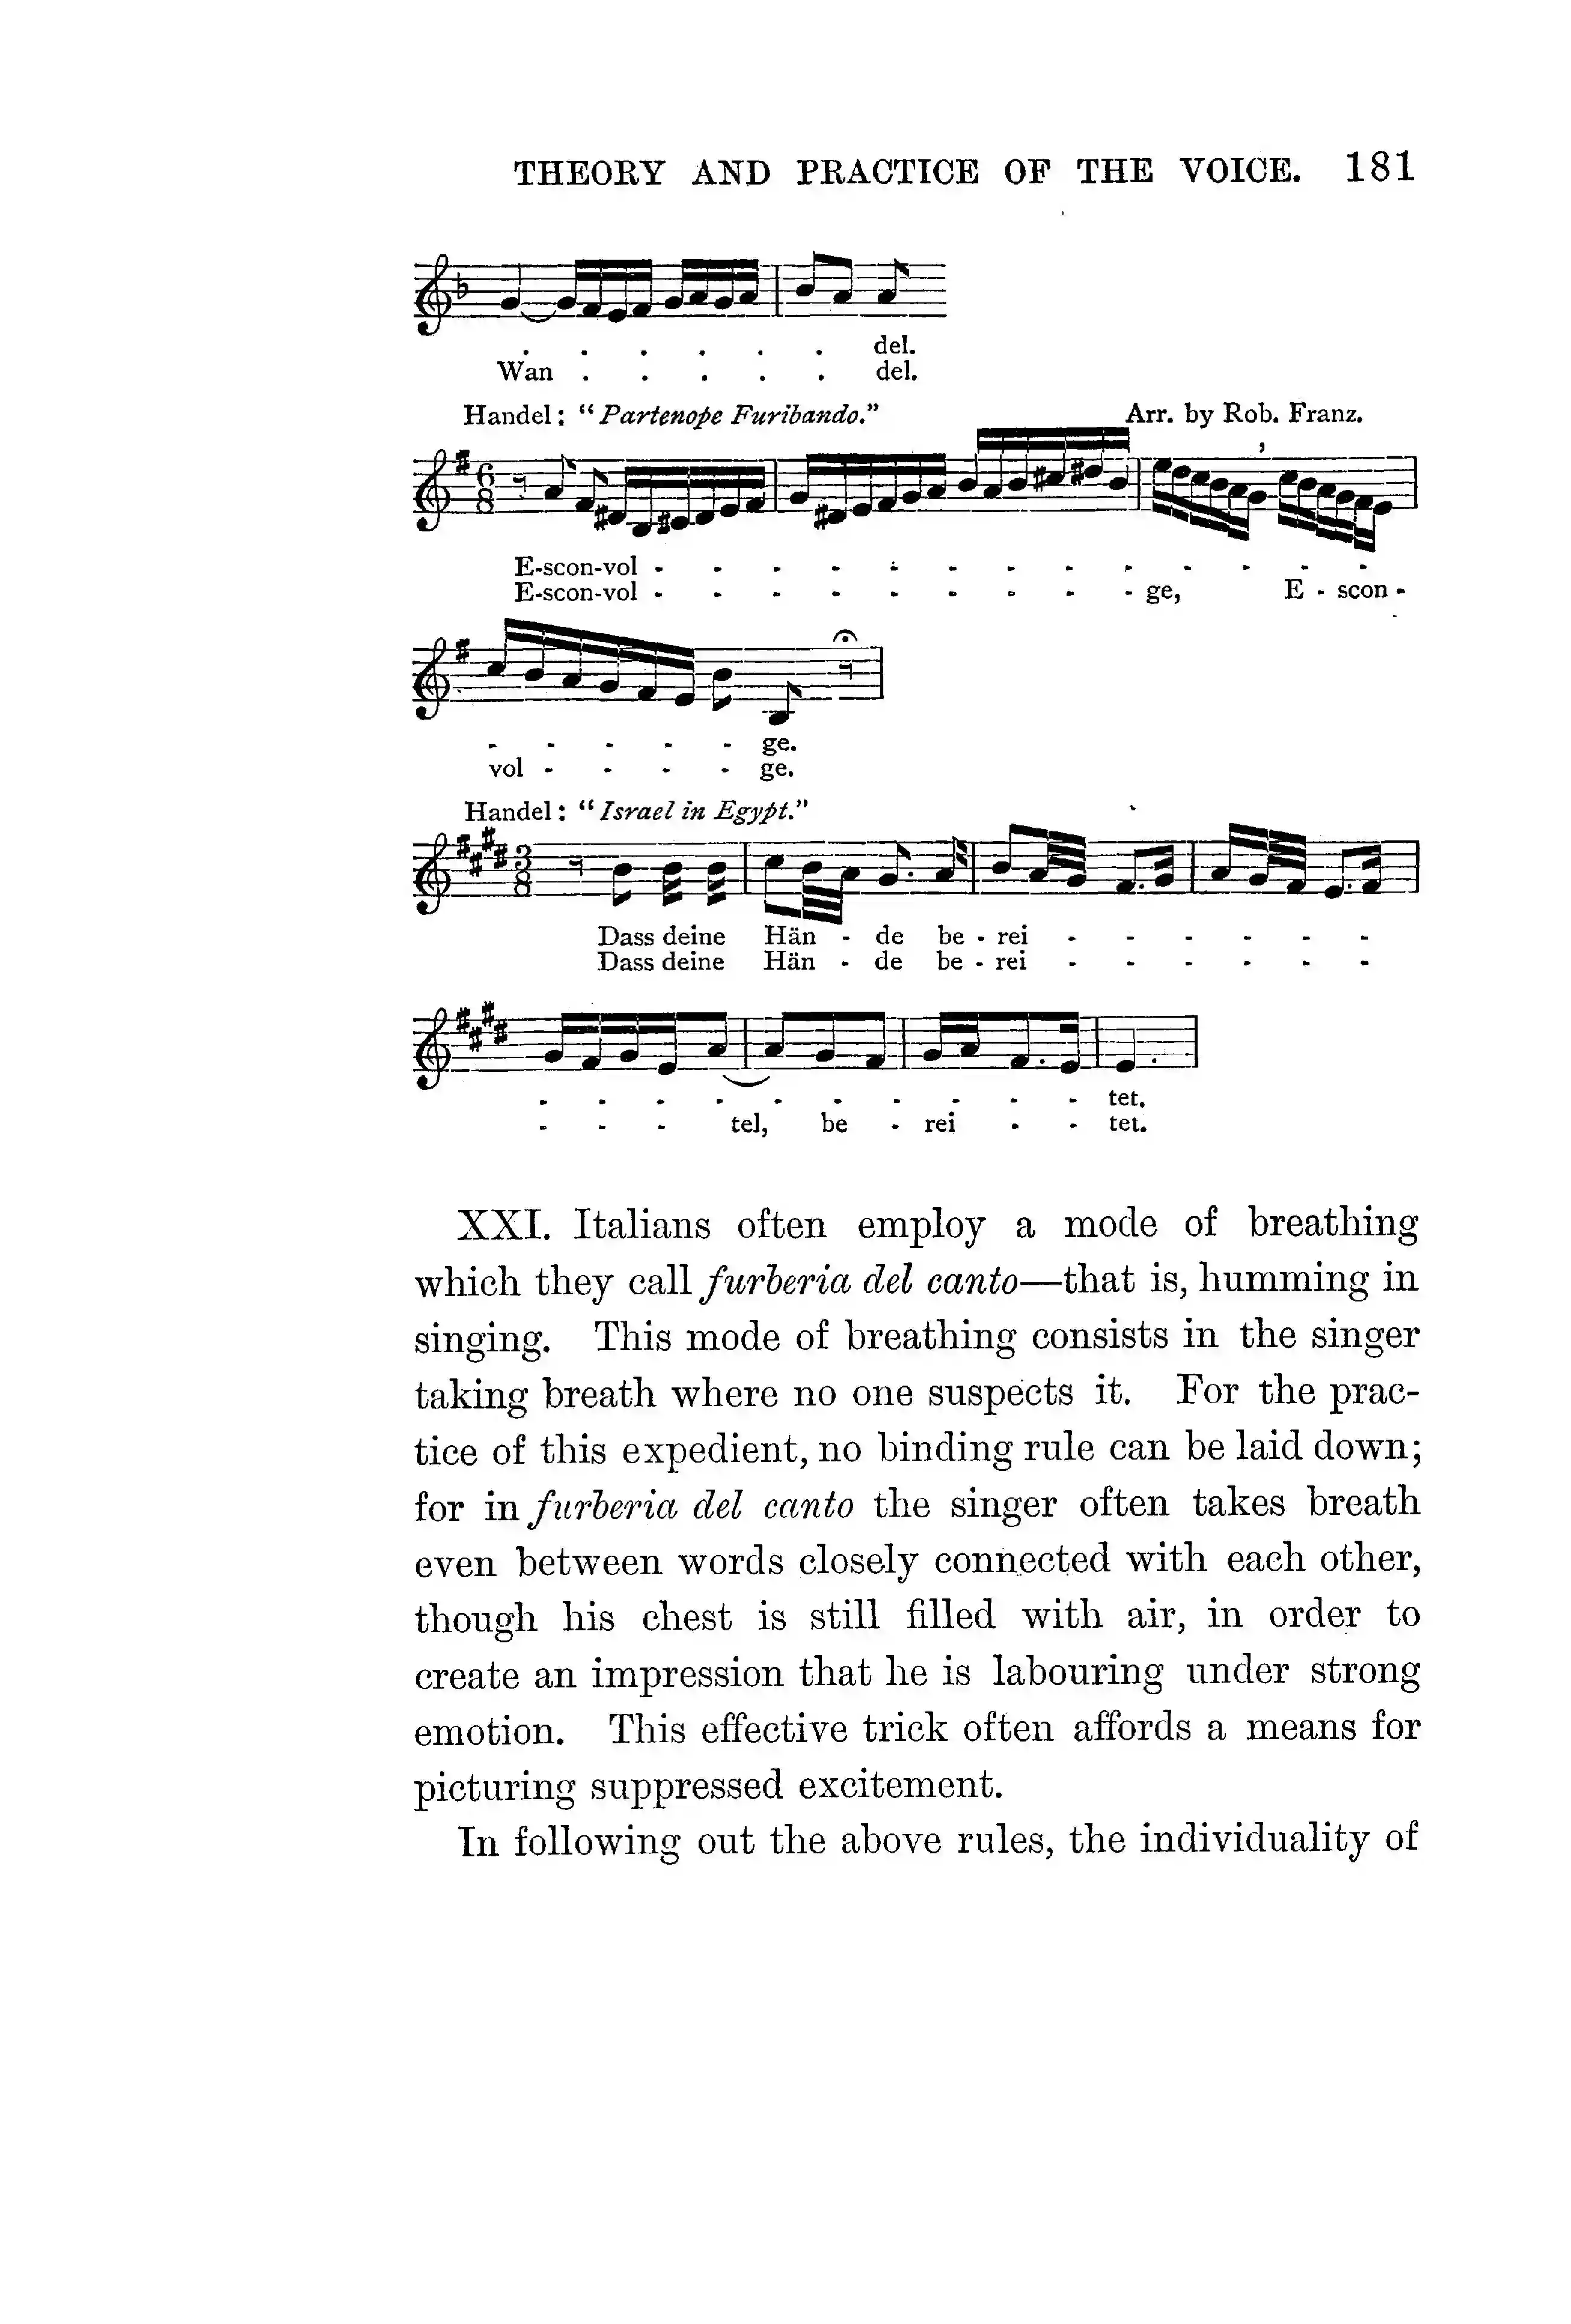 THEORY AND PRACTICE OF THE VOICE. 181
. . . . . . del.
Wan . . . . . del.
Handel: "Partenope Furibando." Arr. by Rob. Franz.
6
8
E-scon-vol - - - - - - - - - - - - -
E-scon-vol - - - - - - - - - ge, E - scon -
- - - - - ge.
vol - - - - ge.
Handel: "Israel in Egypt."
3
8
Dass deine Hän - de be - rei - - - - - -
Dass deine Hän - de be - rei - - - - - -
- - - - - - - - - - tet.
- - - tel, be - rei - - tet.
XXI. Italians often employ a mode of breathing
which they call furberia del canto—that is, humming in
singing. This mode of breathing consists in the singer
taking breath where no one suspects it. For the prac-
tice of this expedient, no binding rule can be laid down;
for in furberia del canto the singer often takes breath
even between words closely connected with each other,
though his chest is still filled with air, in order to
create an impression that he is labouring under strong
emotion. This effective trick often affords a means for
picturing suppressed excitement.
In following out the above rules, the individuality of